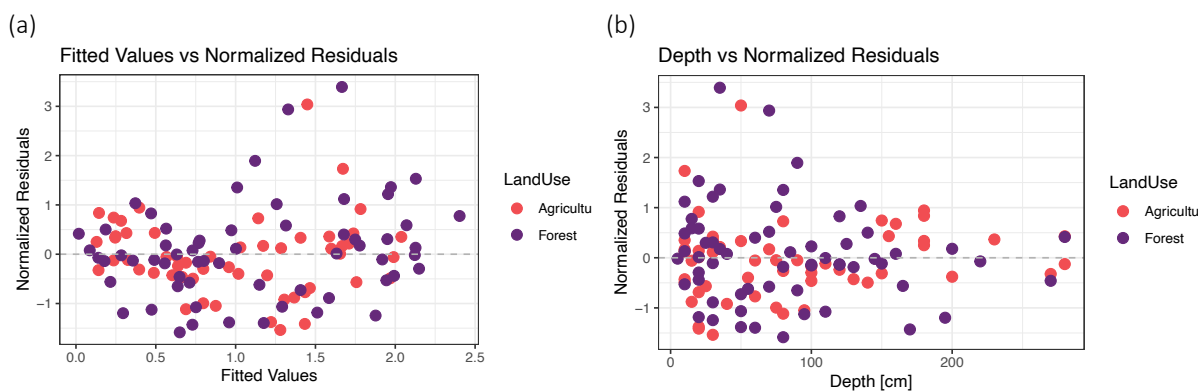 (a)
Fitted Values vs Normalized Residuals
Normalized Residuals
3
2
1
0
−1
0.0 0.5 1.0 1.5 2.0 2.5
Fitted Values
LandUse
Agricultu
Forest
(b)
Depth vs Normalized Residuals
Normalized Residuals
3
2
1
0
−1
0 100 200
Depth [cm]
LandUse
Agricultu
Forest